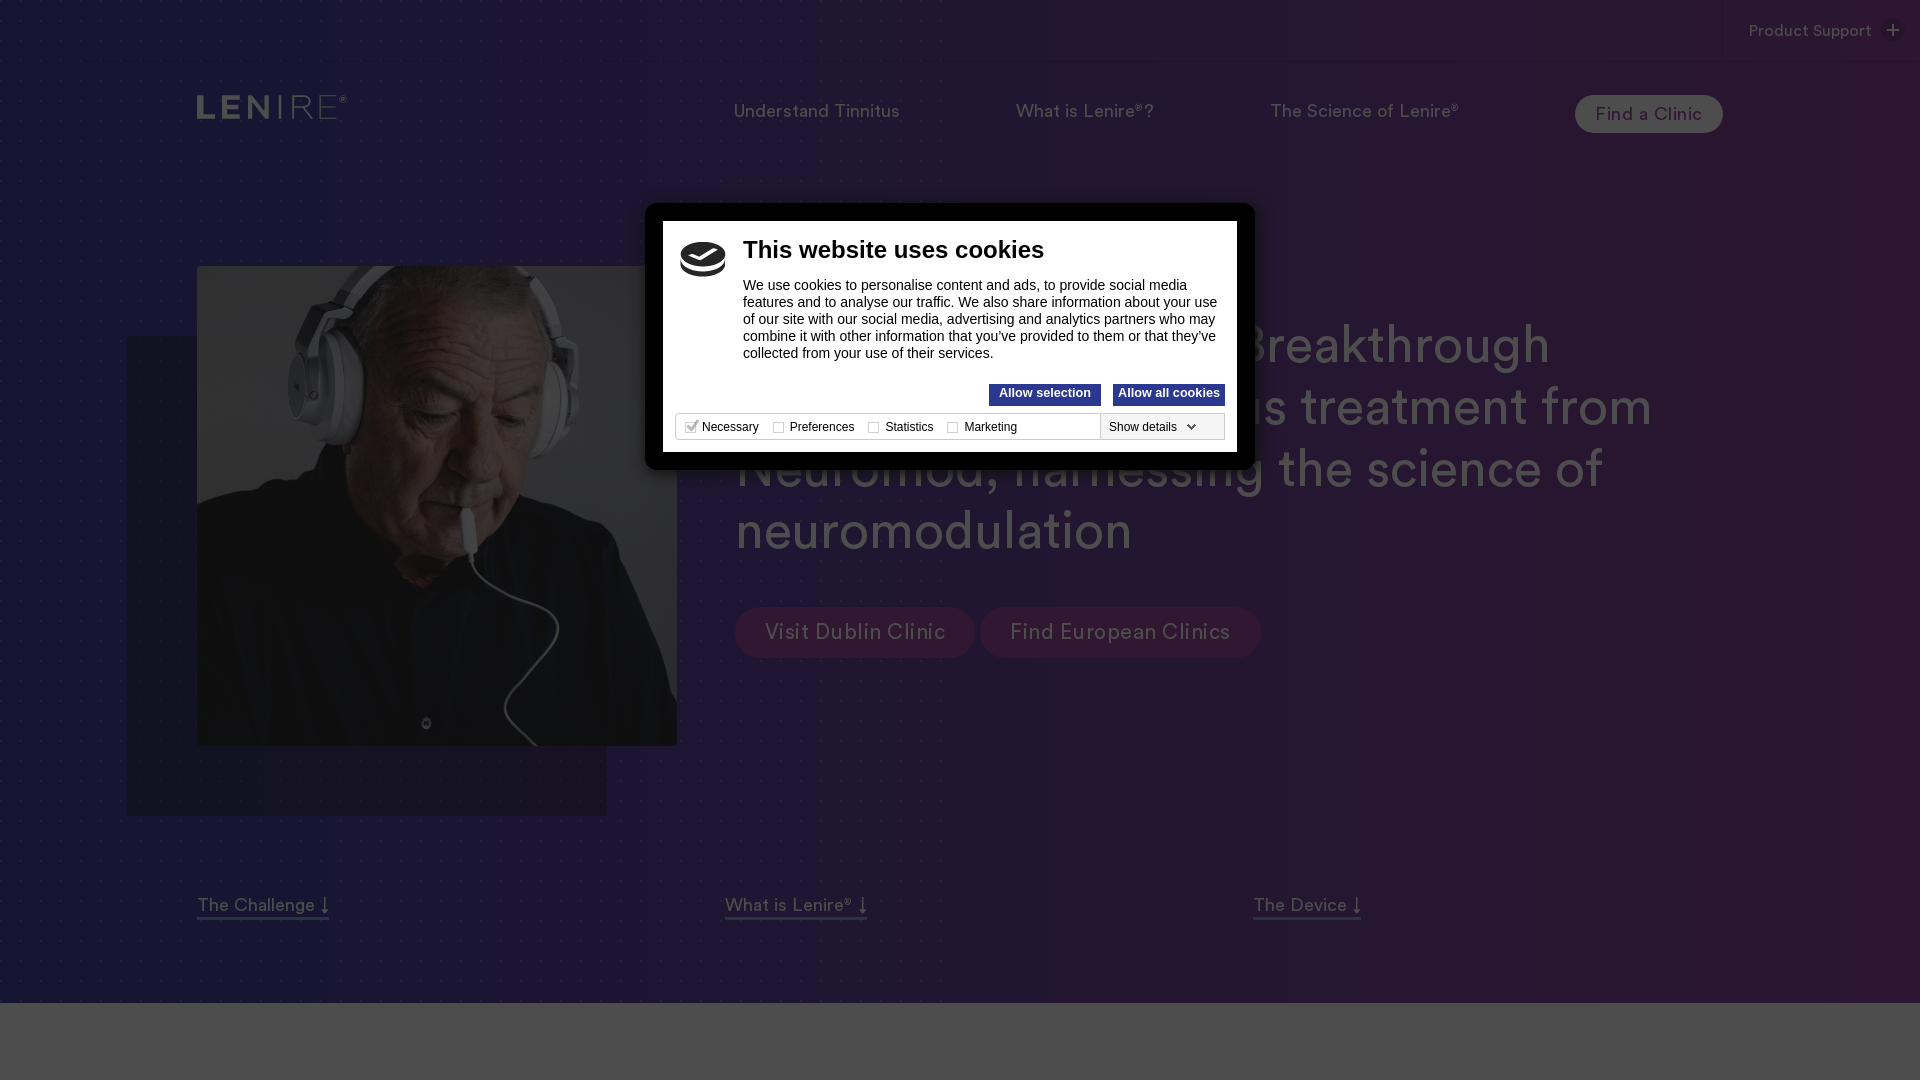 Product Support
LENIRE®
Understand Tinnitus
What is Lenire®?
The Science of Lenire®
Find a Clinic
This website uses cookies
We use cookies to personalise content and ads, to provide social media
features and to analyse our traffic. We also share information about your use
of our site with our social media, advertising and analytics partners who may
combine it with other information that you’ve provided to them or that they’ve
collected from your use of their services.
Allow selection
Allow all cookies
Necessary
Preferences
Statistics
Marketing
Show details
Breakthrough
treatment from
Neuromod, harnessing the science of
neuromodulation
Visit Dublin Clinic
Find European Clinics
The Challenge
What is Lenire®
The Device